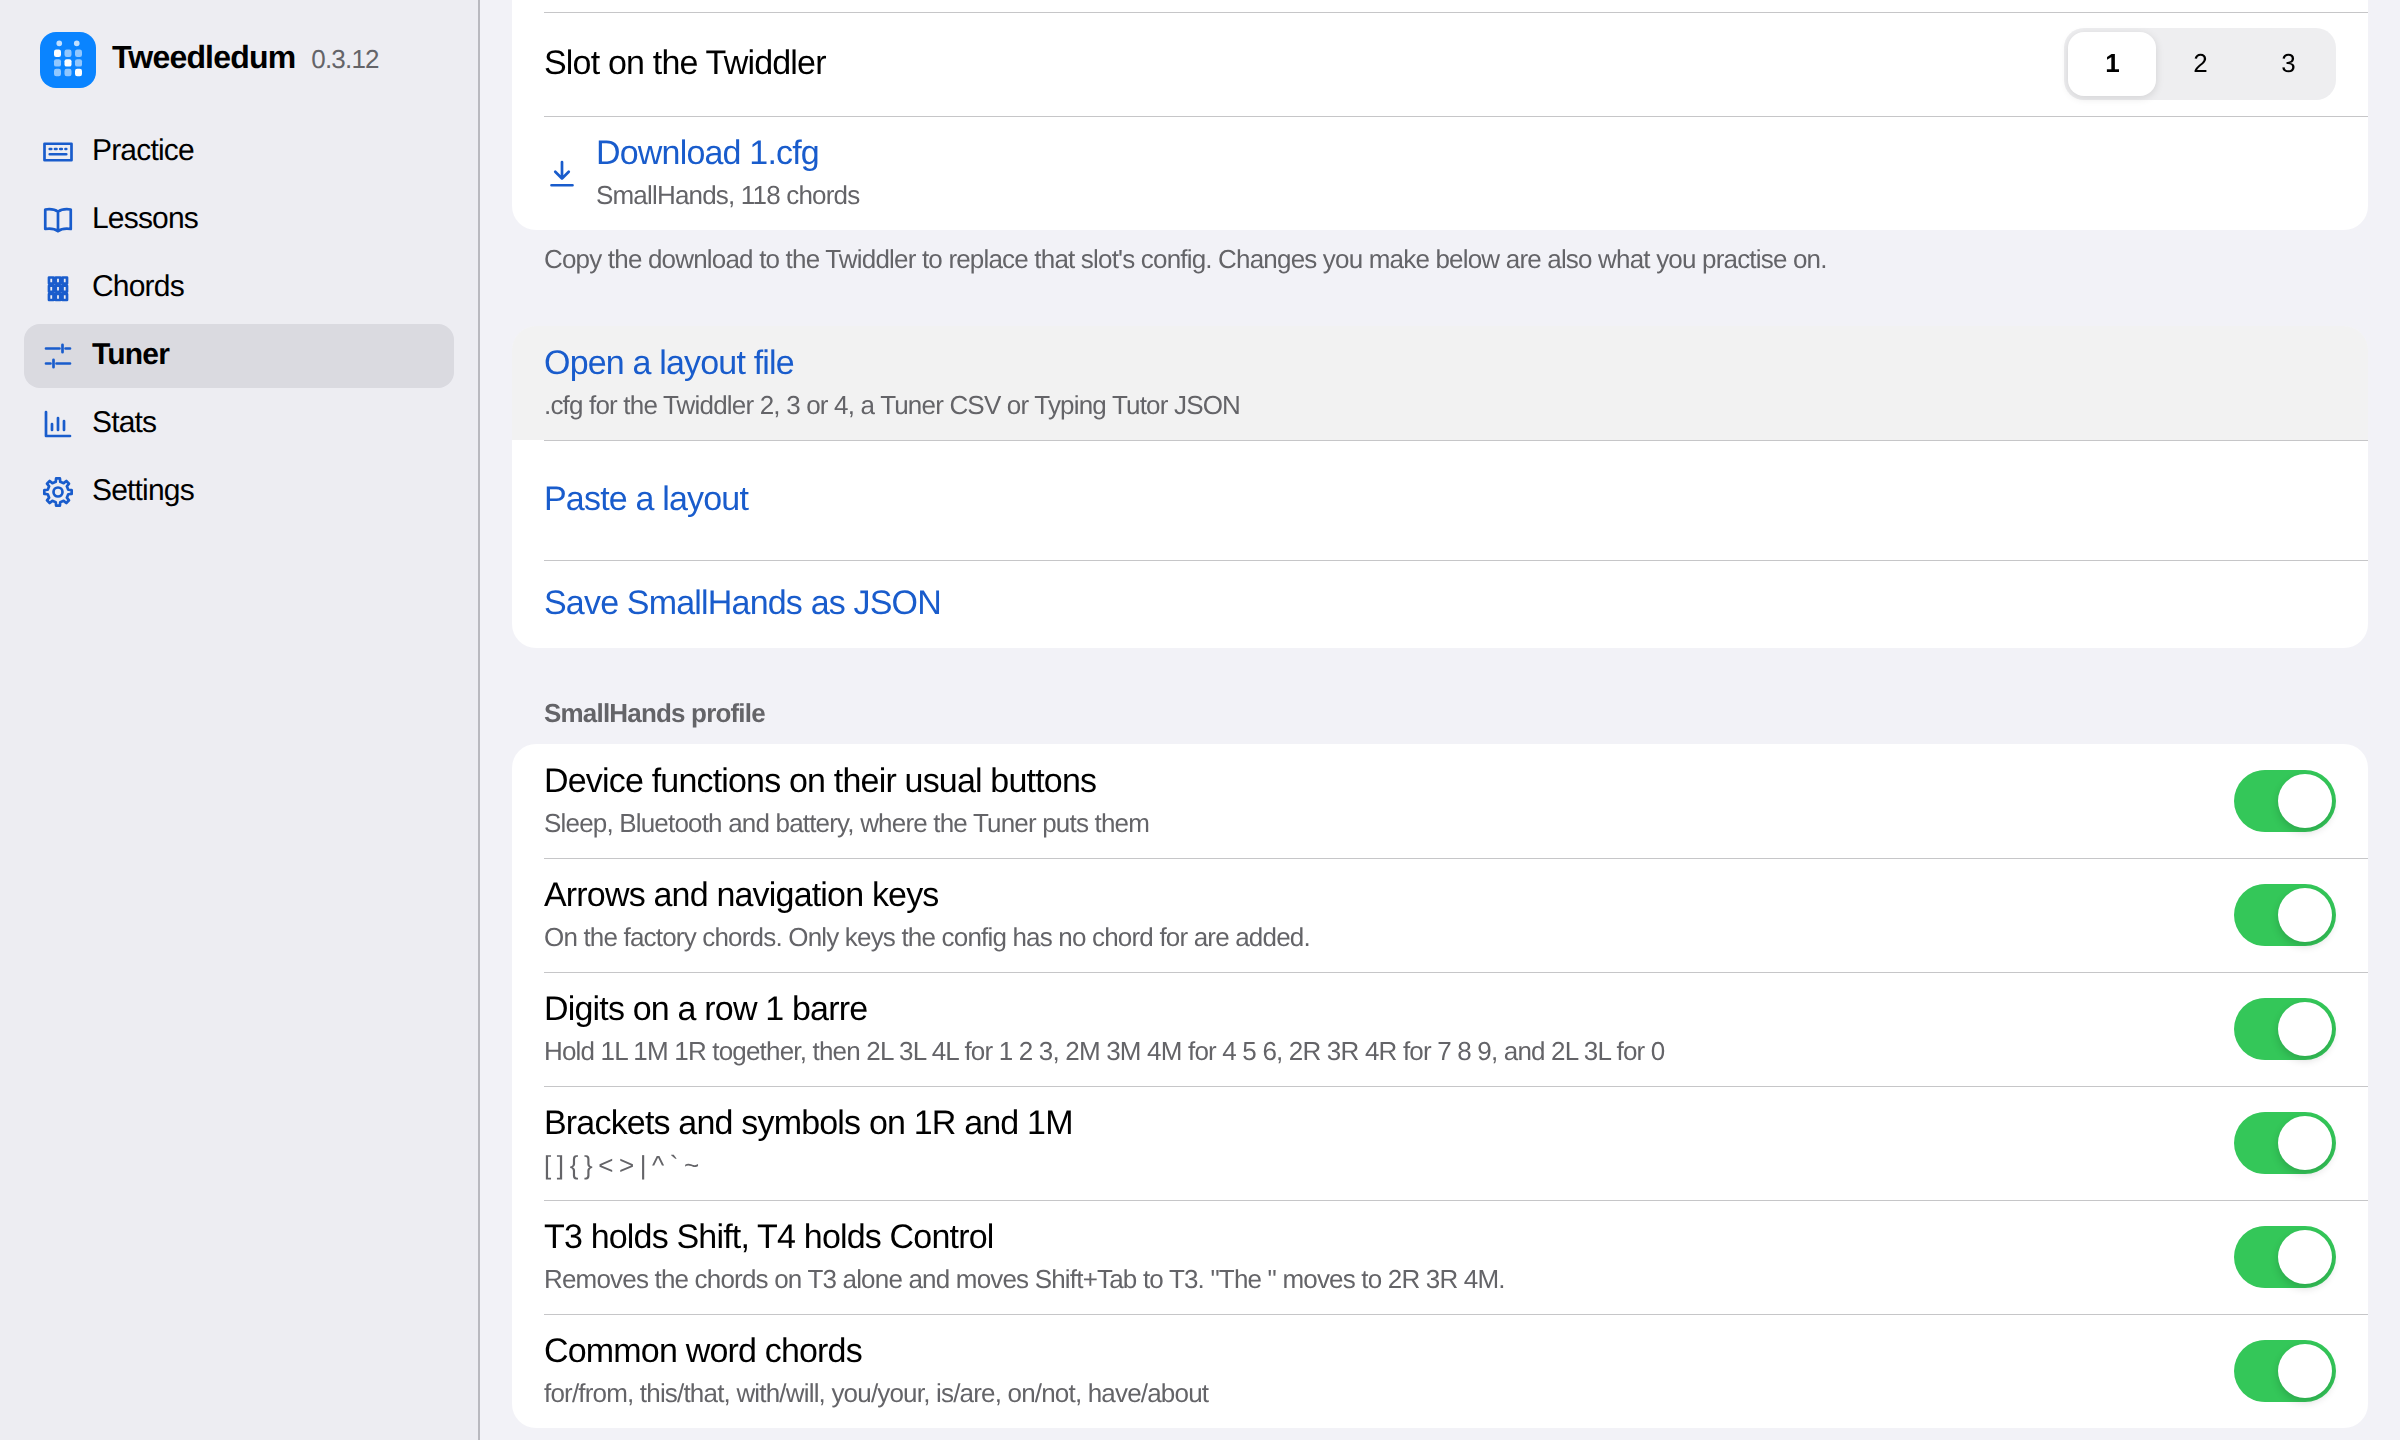 Tweedledum 0.3.12
Practice
Lessons
Chords
Tuner
Stats
Settings
Slot on the Twiddler
1 2 3
Download 1.cfg
SmallHands, 118 chords
Copy the download to the Twiddler to replace that slot's config. Changes you make below are also what you practise on.
Open a layout file
.cfg for the Twiddler 2, 3 or 4, a Tuner CSV or Typing Tutor JSON
Paste a layout
Save SmallHands as JSON
SmallHands profile
Device functions on their usual buttons
Sleep, Bluetooth and battery, where the Tuner puts them
Arrows and navigation keys
On the factory chords. Only keys the config has no chord for are added.
Digits on a row 1 barre
Hold 1L 1M 1R together, then 2L 3L 4L for 1 2 3, 2M 3M 4M for 4 5 6, 2R 3R 4R for 7 8 9, and 2L 3L for 0
Brackets and symbols on 1R and 1M
[ ] { } < > | ^ ` ~
T3 holds Shift, T4 holds Control
Removes the chords on T3 alone and moves Shift+Tab to T3. "The " moves to 2R 3R 4M.
Common word chords
for/from, this/that, with/will, you/your, is/are, on/not, have/about